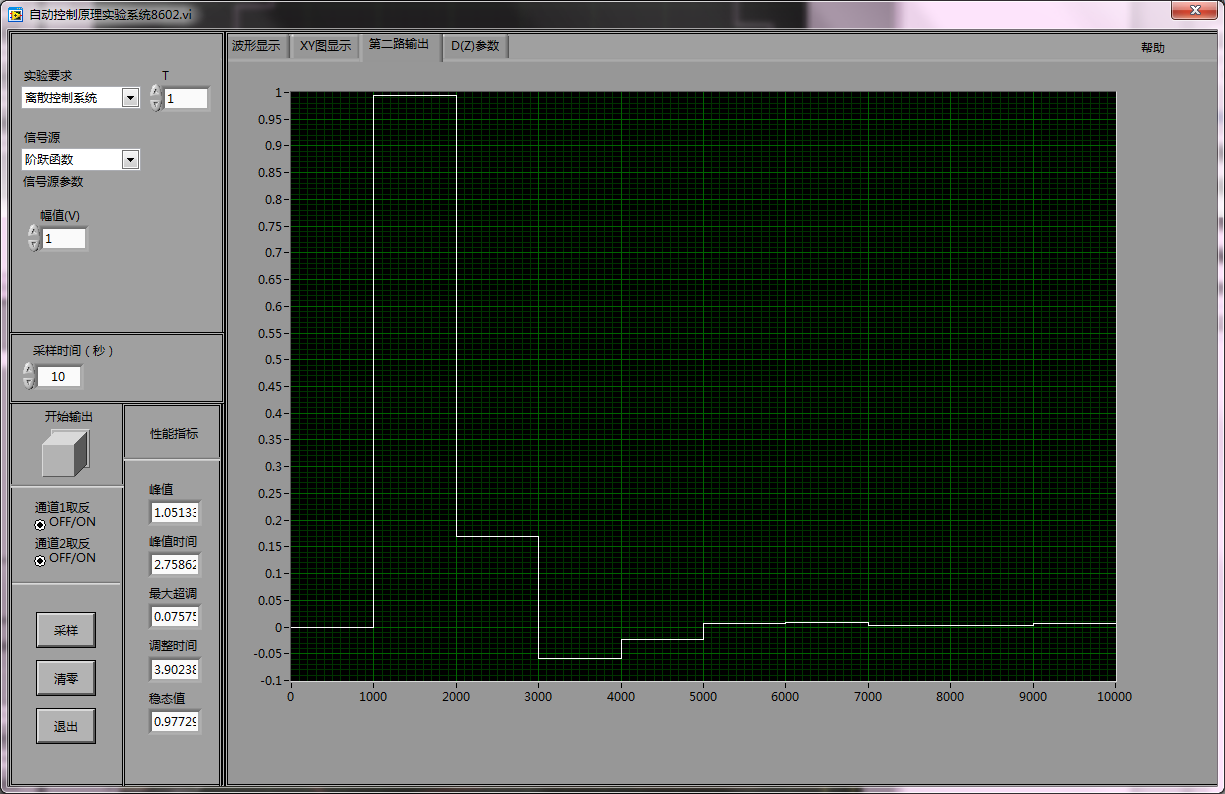 自动控制原理实验系统8602.vi
波形显示 XY图显示 第二路输出 D(Z)参数 帮助
实验要求 T
离散控制系统 1
信号源
阶跃函数
信号源参数
幅值(V)
1
采样时间（秒）
10
开始输出
性能指标
通道1取反
OFF/ON
通道2取反
OFF/ON
采样
清零
退出
峰值
1.0513
峰值时间
2.75862
最大超调
0.07575
调整时间
3.90238
稳态值
0.97729
1
0.95
0.9
0.85
0.8
0.75
0.7
0.65
0.6
0.55
0.5
0.45
0.4
0.35
0.3
0.25
0.2
0.15
0.1
0.05
0
-0.05
-0.1
0 1000 2000 3000 4000 5000 6000 7000 8000 9000 10000